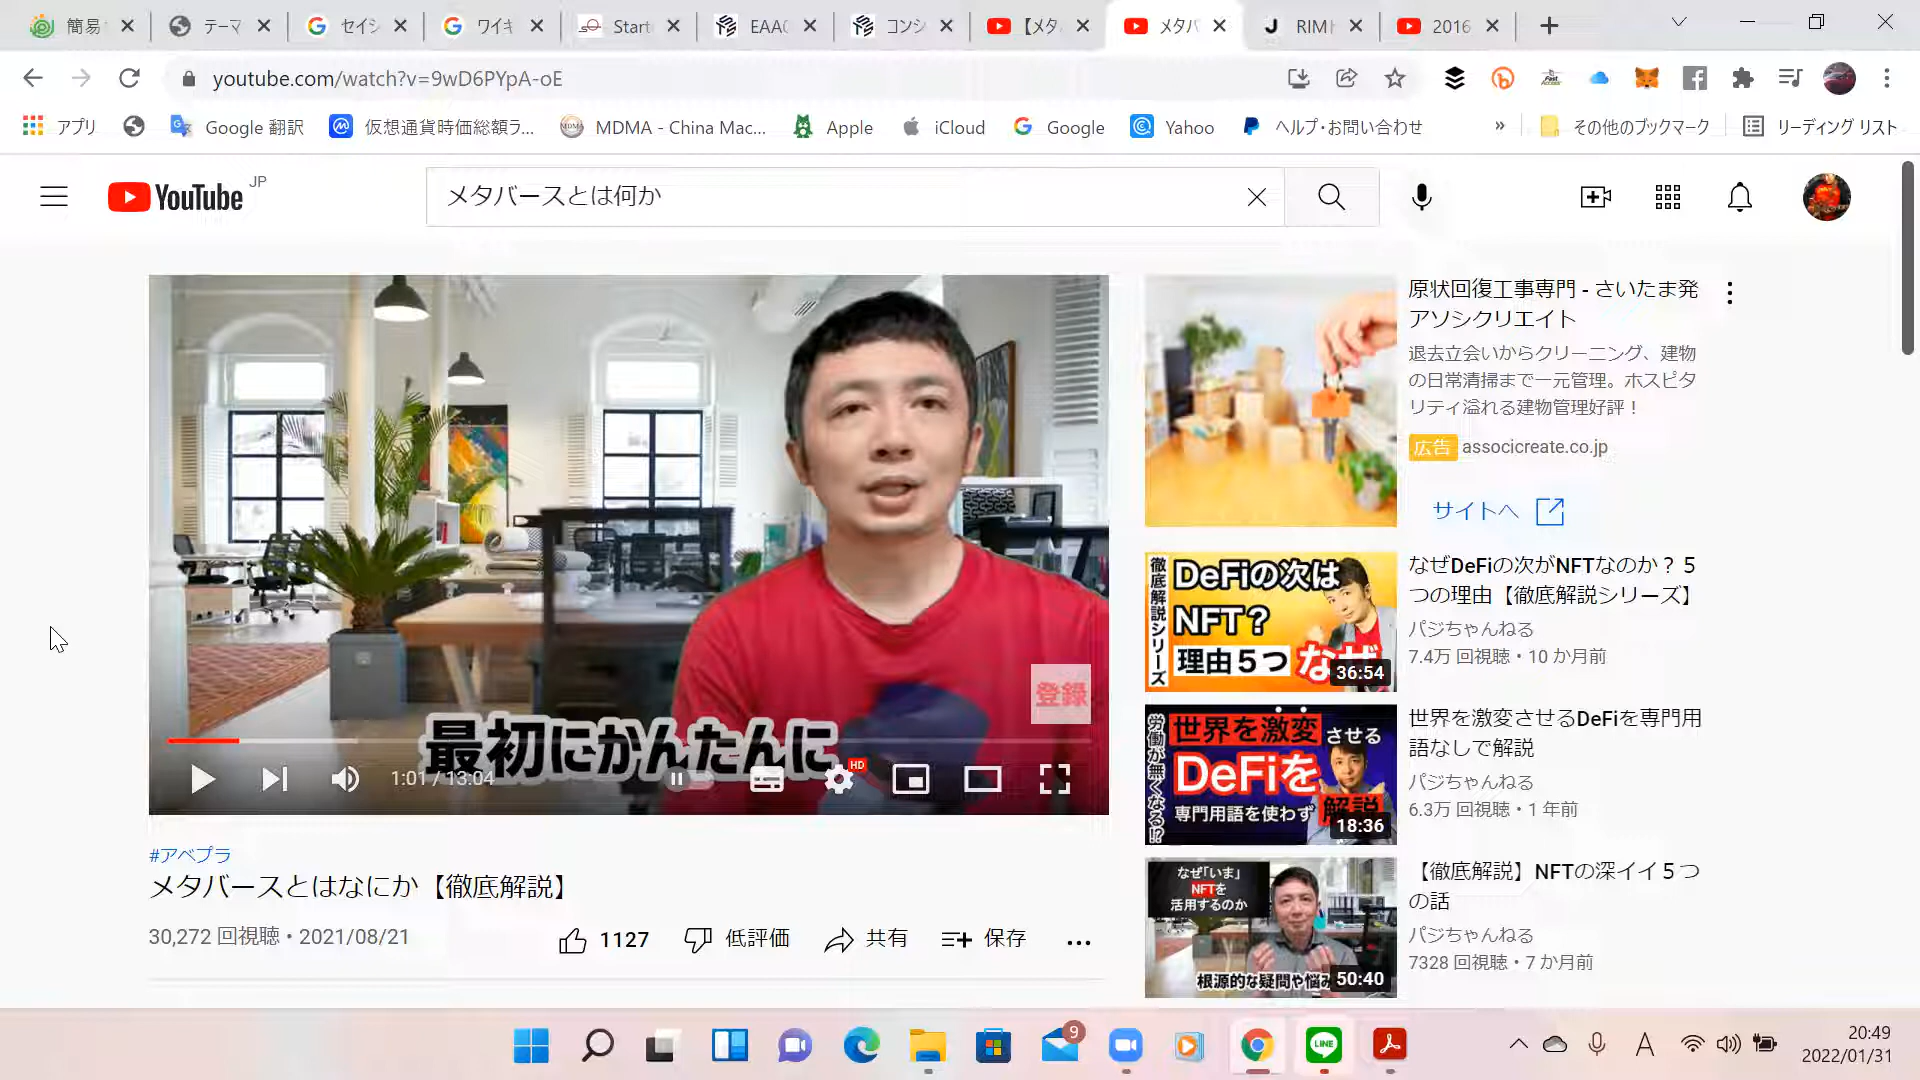 簡易
テーマ
セイシ
ワイキ
Start
EAA
コンシ
【メタ
メタバ
RIM
2016
youtube.com/watch?v=9wD6PYpA-oE
アプリ
Google 翻訳
仮想通貨時価総額ラ...
MDMA - China Mac...
Apple
iCloud
Google
Yahoo
ヘルプ・お問い合わせ
»
その他のブックマーク
リーディング リスト
YouTube JP
メタバースとは何か
登録
最初にかんたんに
1:01 / 13:04
HD
#アベプラ
メタバースとはなにか【徹底解説】
30,272 回視聴・2021/08/21
1127
低評価
共有
保存
原状回復工事専門 - さいたま発
アソシクリエイト
退去立会いからクリーニング、建物
の日常清掃まで一元管理。ホスピタ
リティ溢れる建物管理好評！
広告 associcreate.co.jp
サイトへ
徹底解説シリーズ
DeFiの次は
NFT?
理由5つ なぜ
36:54
なぜDeFiの次がNFTなのか？５
つの理由【徹底解説シリーズ】
パジちゃんねる
7.4万 回視聴・10 か月前
労働が無くなる!?
世界を激変させる
DeFiを
専門用語を使わず 解説
18:36
世界を激変させるDeFiを専門用
語なしで解説
パジちゃんねる
6.3万 回視聴・1 年前
なぜ「いま」
NFTを
活用するのか
根源的な疑問や悩み
50:40
【徹底解説】NFTの深イイ５つ
の話
パジちゃんねる
7328 回視聴・7 か月前
9
LINE
A
20:49
2022/01/31